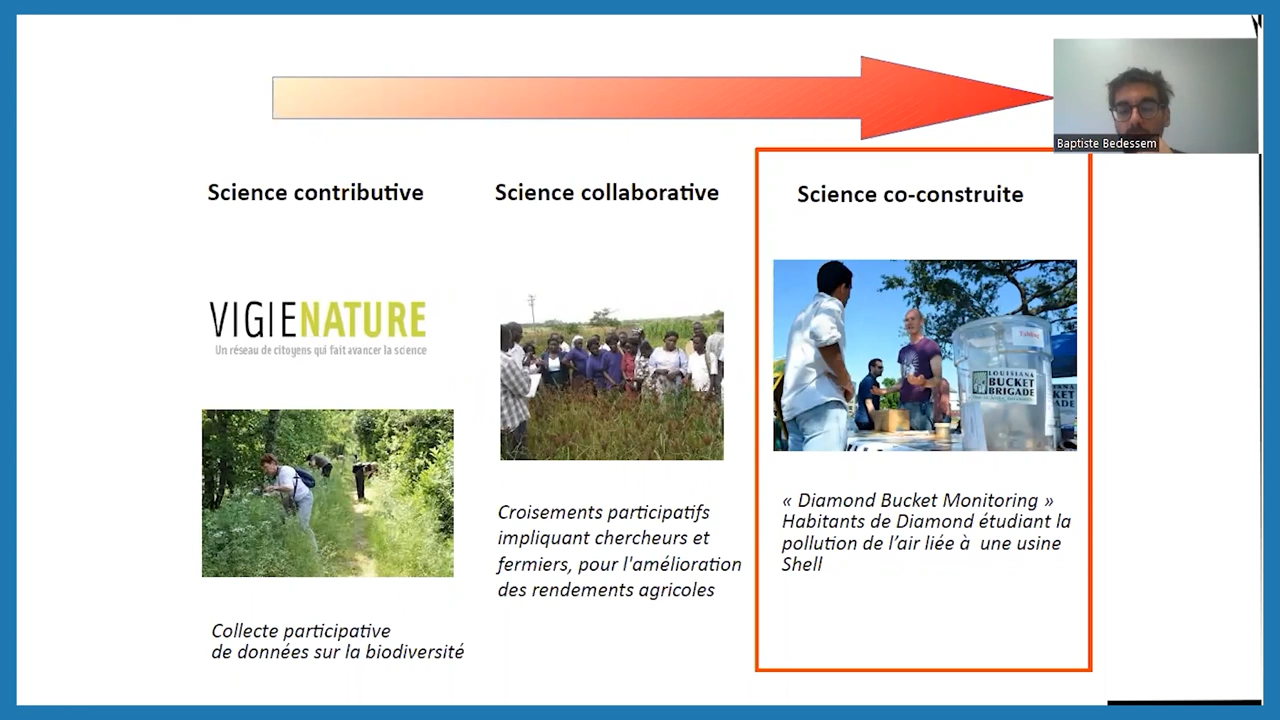 Baptiste Bedessem
Science contributive
Science collaborative
Science co-construite
VIGIENATURE
Un réseau de citoyens qui fait avancer la science
LOUISIANA
BUCKET
BRIGADE
« Diamond Bucket Monitoring »
Habitants de Diamond étudiant la
pollution de l’air liée à une usine
Shell
Croisements participatifs
impliquant chercheurs et
fermiers, pour l'amélioration
des rendements agricoles
Collecte participative
de données sur la biodiversité